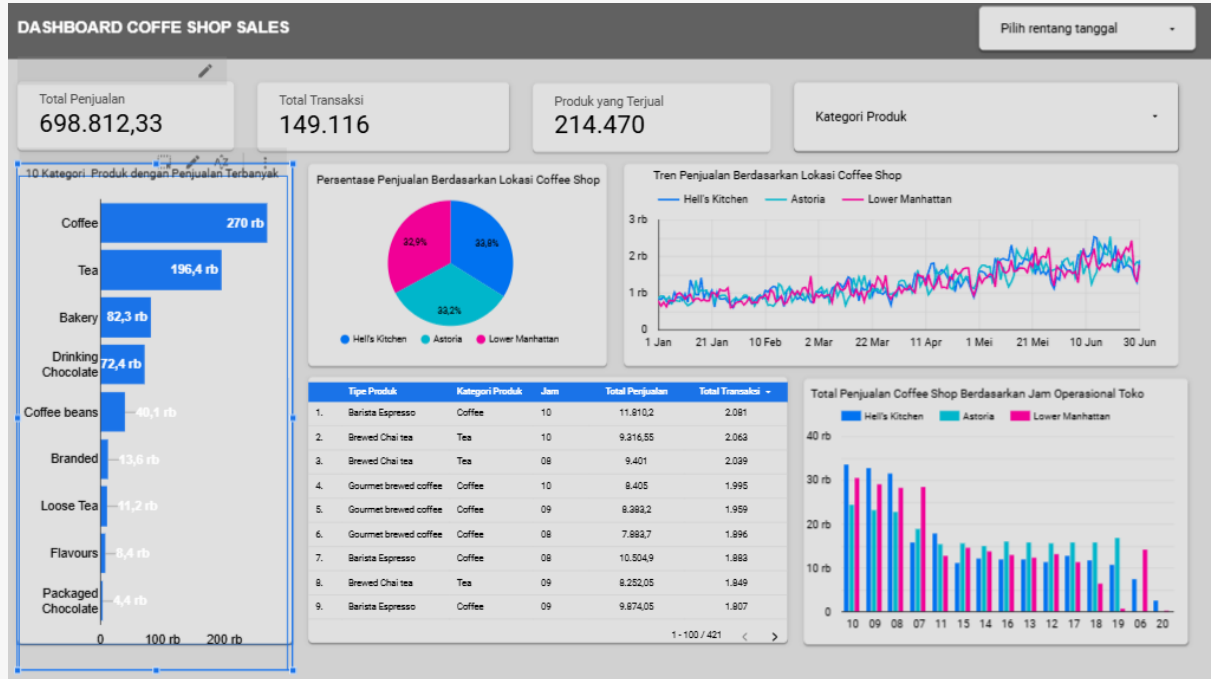 DASHBOARD COFFE SHOP SALES
Pilih rentang tanggal
Total Penjualan
698.812,33
Total Transaksi
149.116
Produk yang Terjual
214.470
Kategori Produk
10 Kategori Produk dengan Penjualan Terbanyak
Coffee
270 rb
Tea
196,4 rb
Bakery
82,3 rb
Drinking
Chocolate
72,4 rb
Coffee beans
40,1 rb
Branded
13,6 rb
Loose Tea
11,2 rb
Flavours
8,4 rb
Packaged
Chocolate
4,4 rb
0 100 rb 200 rb
Persentase Penjualan Berdasarkan Lokasi Coffee Shop
32,9%
33,8%
33,2%
Hell's Kitchen Astoria Lower Manhattan
Tren Penjualan Berdasarkan Lokasi Coffee Shop
Hell's Kitchen Astoria Lower Manhattan
3 rb
2 rb
1 rb
0
1 Jan 21 Jan 10 Feb 2 Mar 22 Mar 11 Apr 1 Mei 21 Mei 10 Jun 30 Jun
Tipe Produk Kategori Produk Jam Total Penjualan Total Transaksi
1. Barista Espresso Coffee 10 11.810,2 2.081
2. Brewed Chai tea Tea 10 9.316,55 2.063
3. Brewed Chai tea Tea 08 9.401 2.039
4. Gourmet brewed coffee Coffee 10 8.405 1.995
5. Gourmet brewed coffee Coffee 09 8.383,2 1.959
6. Gourmet brewed coffee Coffee 08 7.883,7 1.896
7. Barista Espresso Coffee 08 10.504,9 1.883
8. Brewed Chai tea Tea 09 8.252,05 1.849
9. Barista Espresso Coffee 09 9.874,05 1.807
1 - 100 / 421
Total Penjualan Coffee Shop Berdasarkan Jam Operasional Toko
Hell's Kitchen Astoria Lower Manhattan
40 rb
30 rb
20 rb
10 rb
0
10 09 08 07 11 15 14 16 13 12 17 18 19 06 20